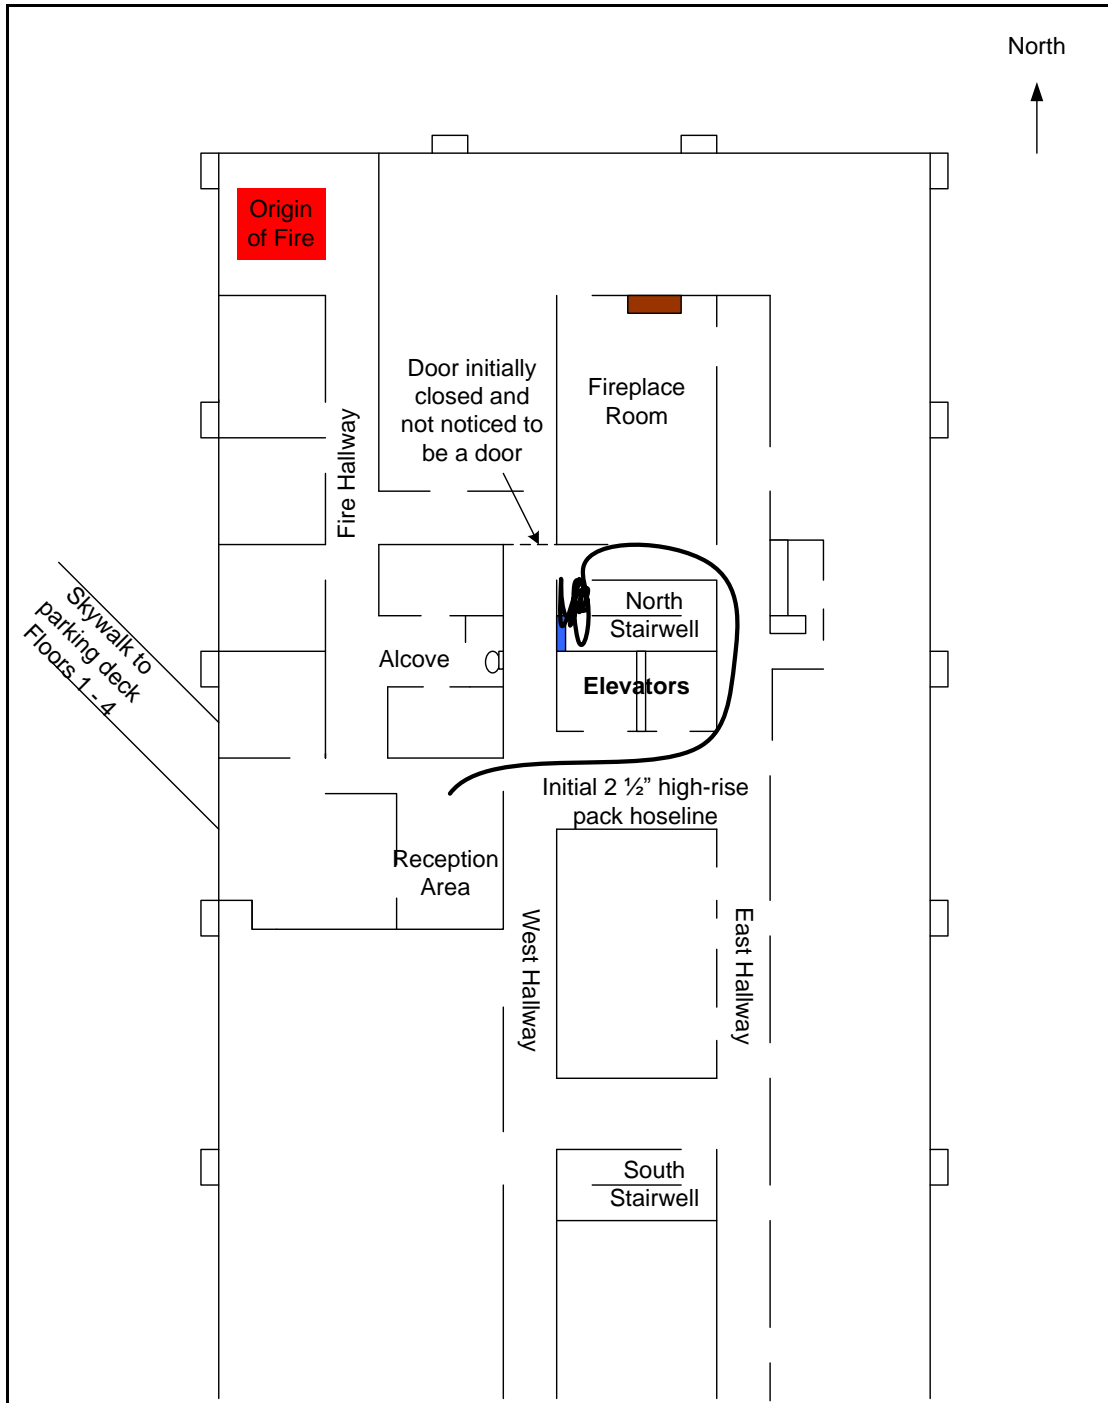 North
Origin
of Fire
Door initially
closed and
not noticed to
be a door
Fireplace
Room
Fire Hallway
Skywalk to
parking deck
Floors 1 - 4
North
Stairwell
Alcove
Elevators
Initial 2 ½” high-rise
pack hoseline
Reception
Area
West Hallway
East Hallway
South
Stairwell